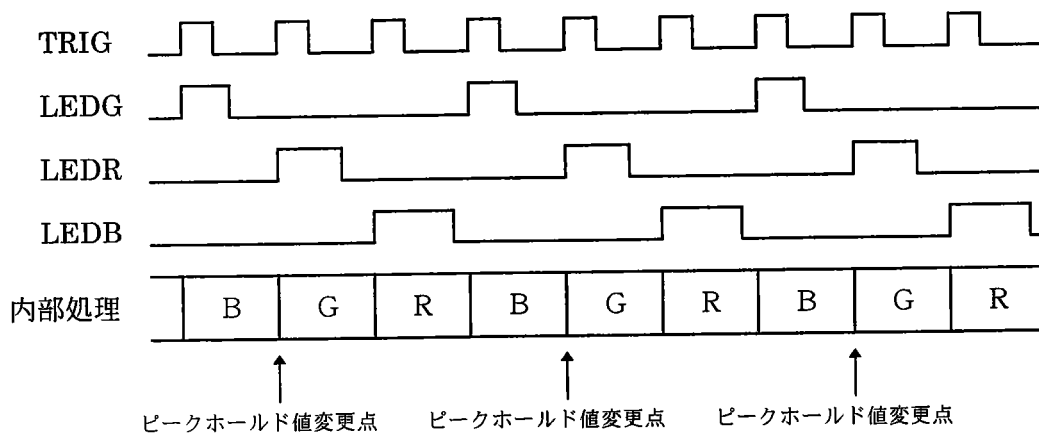 TRIG
LEDG
LEDR
LEDB
内部処理 B G R B G R B G R
ピークホールド値変更点 ピークホールド値変更点 ピークホールド値変更点